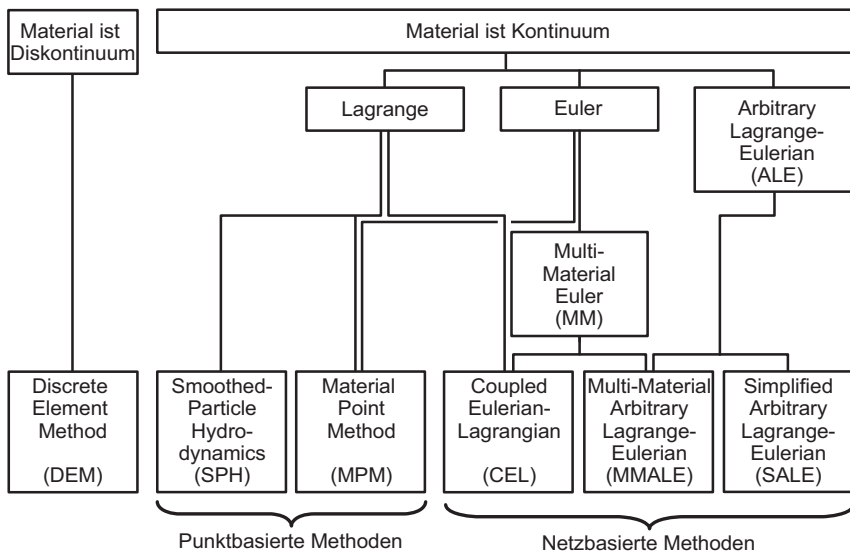 Material ist
Diskontinuum
Material ist Kontinuum
Lagrange
Euler
Arbitrary
Lagrange-
Eulerian
(ALE)
Multi-
Material
Euler
(MM)
Discrete
Element
Method
(DEM)
Smoothed-
Particle
Hydro-
dynamics
(SPH)
Material
Point
Method
(MPM)
Coupled
Eulerian-
Lagrangian
(CEL)
Multi-Material
Arbitrary
Lagrange-
Eulerian
(MMALE)
Simplified
Arbitrary
Lagrange-
Eulerian
(SALE)
Punktbasierte Methoden
Netzbasierte Methoden